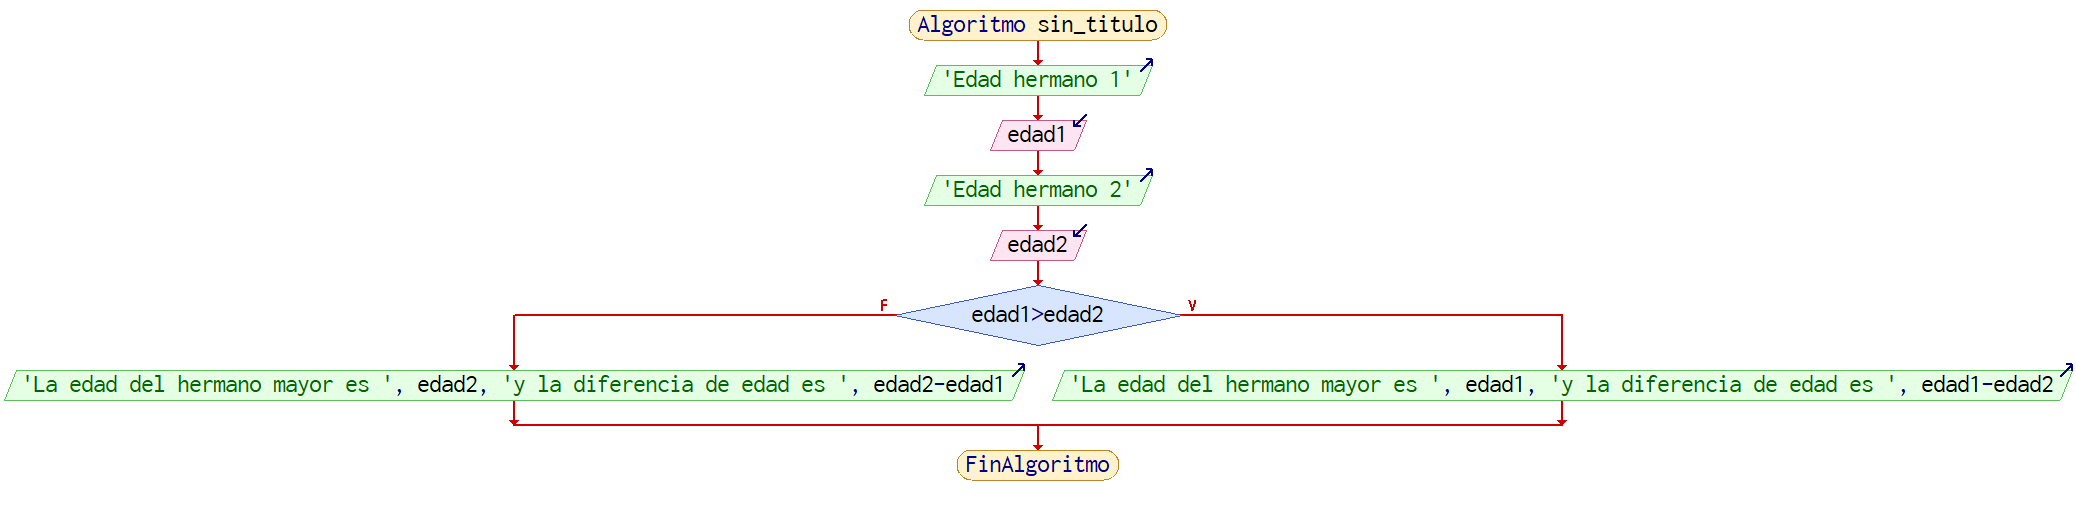 Algoritmo sin_titulo
'Edad hermano 1'
edad1
'Edad hermano 2'
edad2
F
V
edad1>edad2
'La edad del hermano mayor es ', edad2, 'y la diferencia de edad es ', edad2-edad1
'La edad del hermano mayor es ', edad1, 'y la diferencia de edad es ', edad1-edad2
FinAlgoritmo